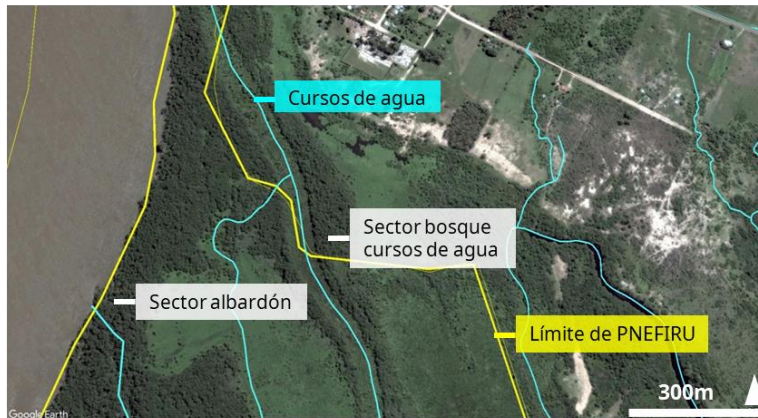 Cursos de agua
Sector bosque
cursos de agua
Sector albardón
Límite de PNEFIRU
300m
Google Earth